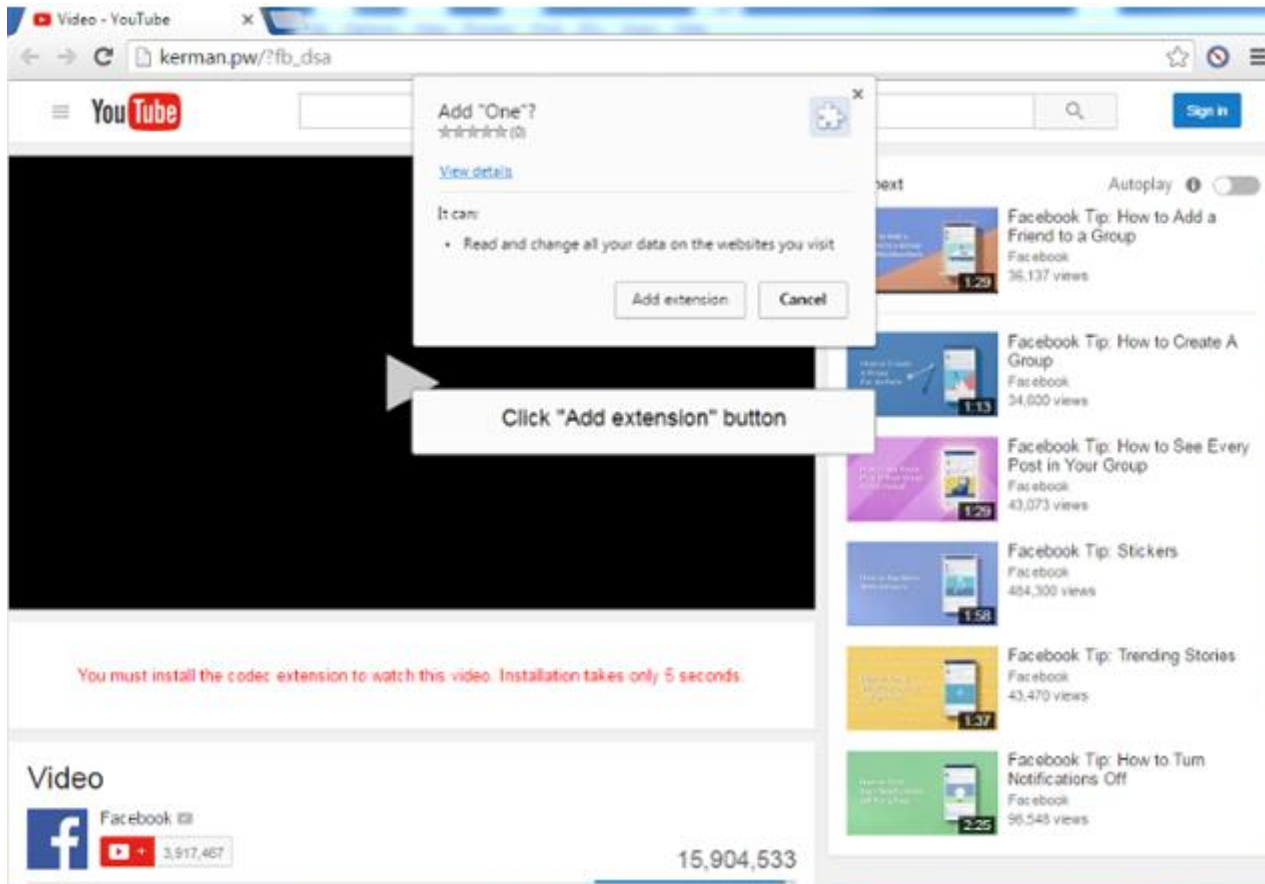 Video - YouTube
kerman.pw/?fb_dsa
YouTube
Sign in
Add "One"?
(0)
View details
It can:
• Read and change all your data on the websites you visit
Add extension
Cancel
Click "Add extension" button
You must install the codec extension to watch this video. Installation takes only 5 seconds.
Video
Facebook
3,917,467
15,904,533
next
Autoplay
Facebook Tip: How to Add a
Friend to a Group
Facebook
36,137 views
1:29
Facebook Tip: How to Create A
Group
Facebook
34,600 views
1:13
Facebook Tip: How to See Every
Post in Your Group
Facebook
43,073 views
1:29
Facebook Tip: Stickers
Facebook
484,300 views
1:58
Facebook Tip: Trending Stories
Facebook
43,470 views
1:37
Facebook Tip: How to Turn
Notifications Off
Facebook
96,548 views
2:25